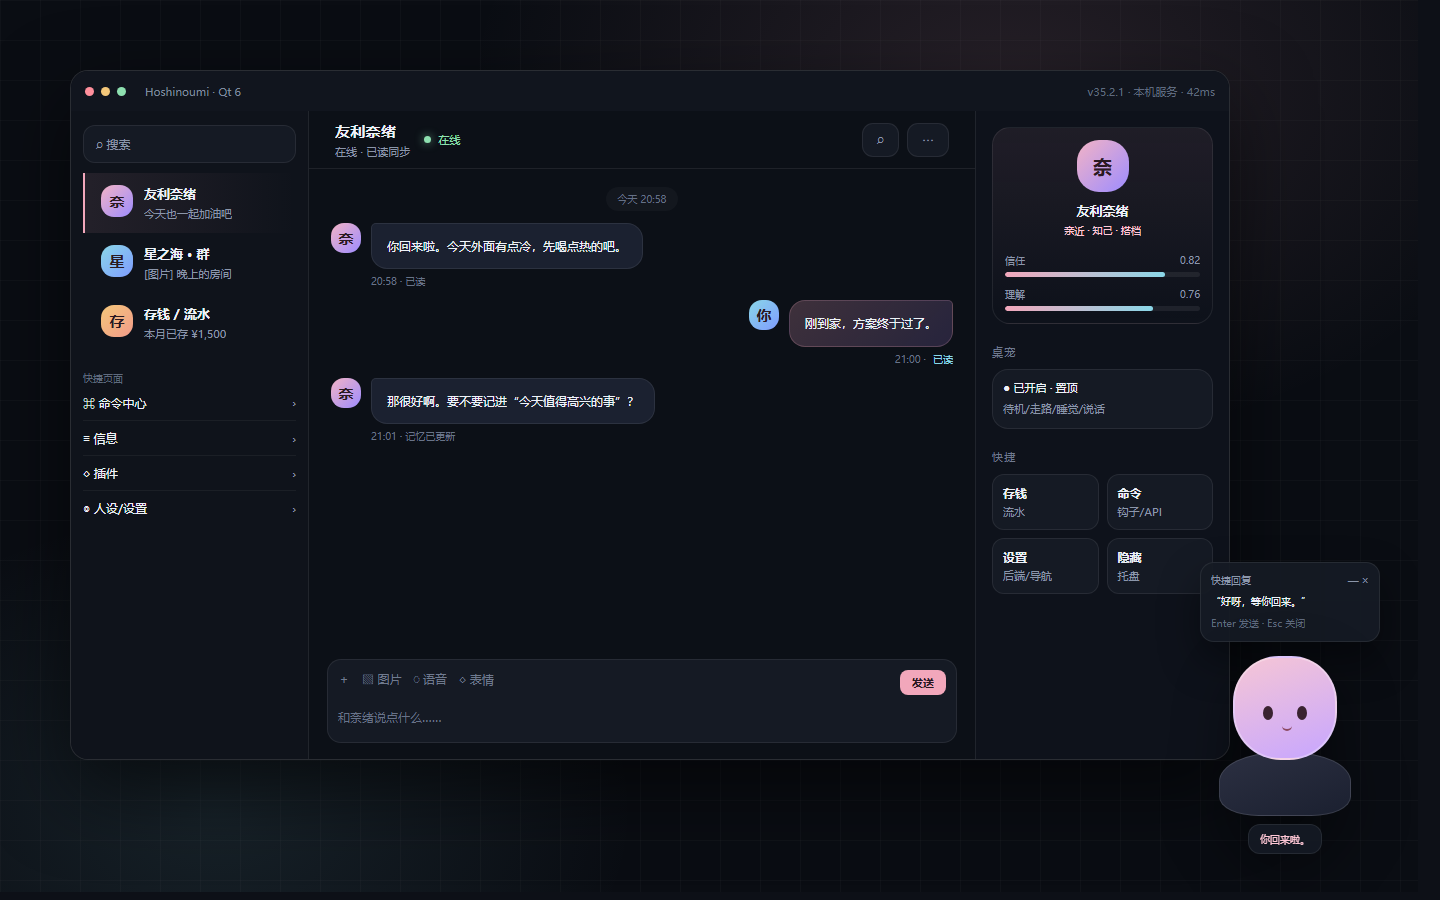 Hoshinoumi · Qt 6
v35.2.1 · 本机服务 · 42ms
⌕ 搜索
奈
友利奈绪
今天也一起加油吧
星
星之海 • 群
[图片] 晚上的房间
存
存钱 / 流水
本月已存 ¥1,500
快捷页面
⌘ 命令中心 ›
≡ 信息 ›
◇ 插件 ›
人设/设置 ›
友利奈绪
在线 · 已读同步
● 在线
⌕
···
今天 20:58
奈
你回来啦。今天外面有点冷，先喝点热的吧。
20:58 · 已读
你
刚到家，方案终于过了。
21:00 · 已读
奈
那很好啊。要不要记进“今天值得高兴的事”？
21:01 · 记忆已更新
+ ▧ 图片 ○ 语音 ◇ 表情
发送
和奈绪说点什么……
奈
友利奈绪
亲近 · 知己 · 搭档
信任 0.82
理解 0.76
桌宠
● 已开启 · 置顶
待机/走路/睡觉/说话
快捷
存钱
流水
命令
钩子/API
设置
后端/导航
隐藏
托盘
快捷回复 — ×
“好呀，等你回来。”
Enter 发送 · Esc 关闭
你回来啦。